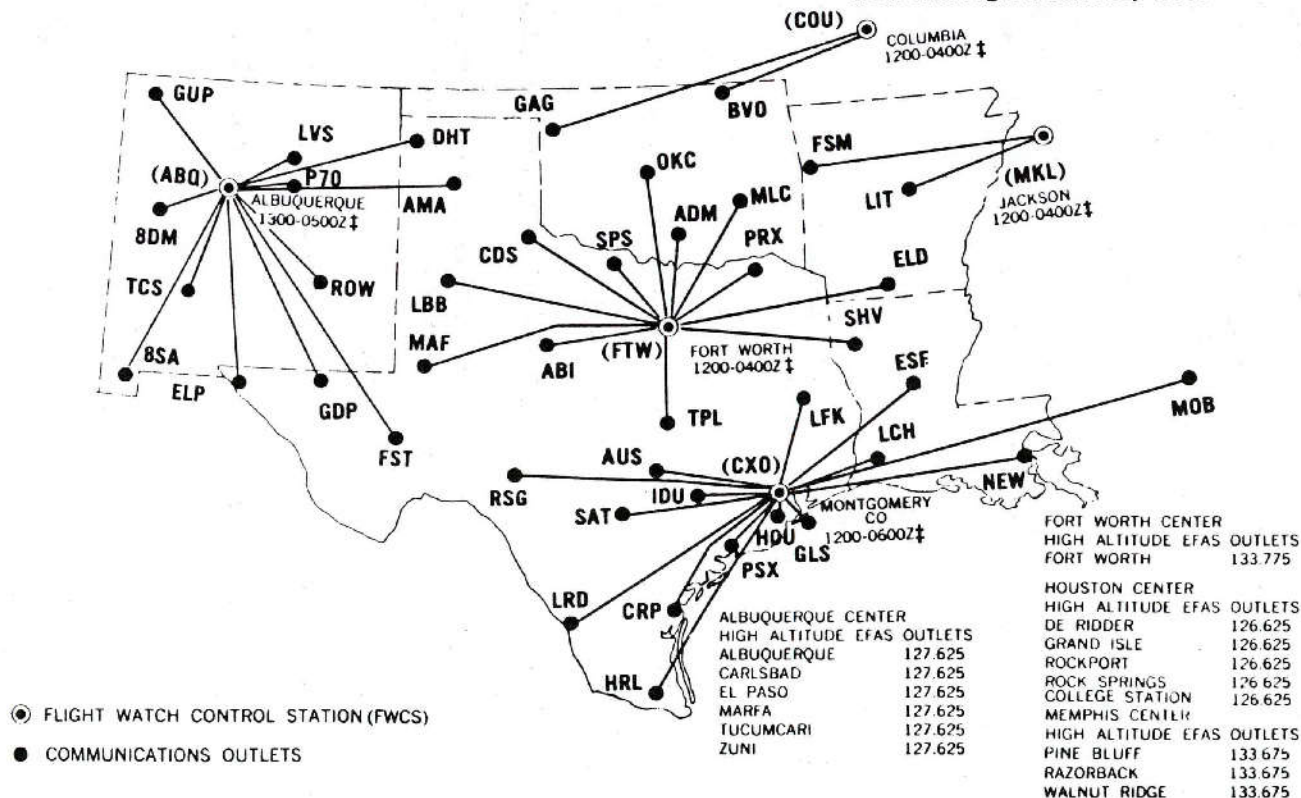 (COU)
COLUMBIA
1200-0400Z‡
GUP
GAG
BVO
LVS
DHT
FSM
OKC
(ABQ)
P70
(MKL)
ALBUQUERQUE
1300-0500Z‡
AMA
MLC
LIT
JACKSON
1200-0400Z‡
8DM
ADM
CDS
SPS
PRX
TCS
ROW
LBB
ELD
SHV
MAF
8SA
ABI
(FTW)
FORT WORTH
1200-0400Z‡
ESF
ELP
GDP
MOB
TPL
LFK
FST
LCH
AUS
(CXO)
RSG
IDU
NEW
SAT
MONTGOMERY
CO
1200-0600Z‡
HOU
GLS
PSX
LRD
CRP
HRL
FORT WORTH CENTER
HIGH ALTITUDE EFAS OUTLETS
FORT WORTH 133.775
HOUSTON CENTER
HIGH ALTITUDE EFAS OUTLETS
DE RIDDER 126.625
GRAND ISLE 126.625
ROCKPORT 126.625
ROCK SPRINGS 126.625
COLLEGE STATION 126.625
MEMPHIS CENTER
HIGH ALTITUDE EFAS OUTLETS
PINE BLUFF 133.675
RAZORBACK 133.675
WALNUT RIDGE 133.675
ALBUQUERQUE CENTER
HIGH ALTITUDE EFAS OUTLETS
ALBUQUERQUE 127.625
CARLSBAD 127.625
EL PASO 127.625
MARFA 127.625
TUCUMCARI 127.625
ZUNI 127.625
FLIGHT WATCH CONTROL STATION (FWCS)
COMMUNICATIONS OUTLETS